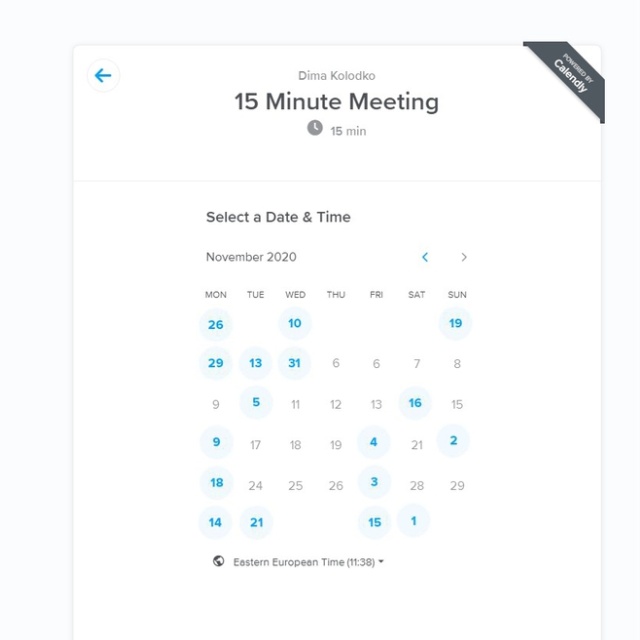 POWERED BY
Calendly
Dima Kolodko
15 Minute Meeting
15 min
Select a Date & Time
November 2020
MON TUE WED THU FRI SAT SUN
26 10 19
29 13 31 6 6 7 8
9 5 11 12 13 16 15
9 17 18 19 4 21 2
18 24 25 26 3 28 29
14 21 15 1
Eastern European Time (11:38)